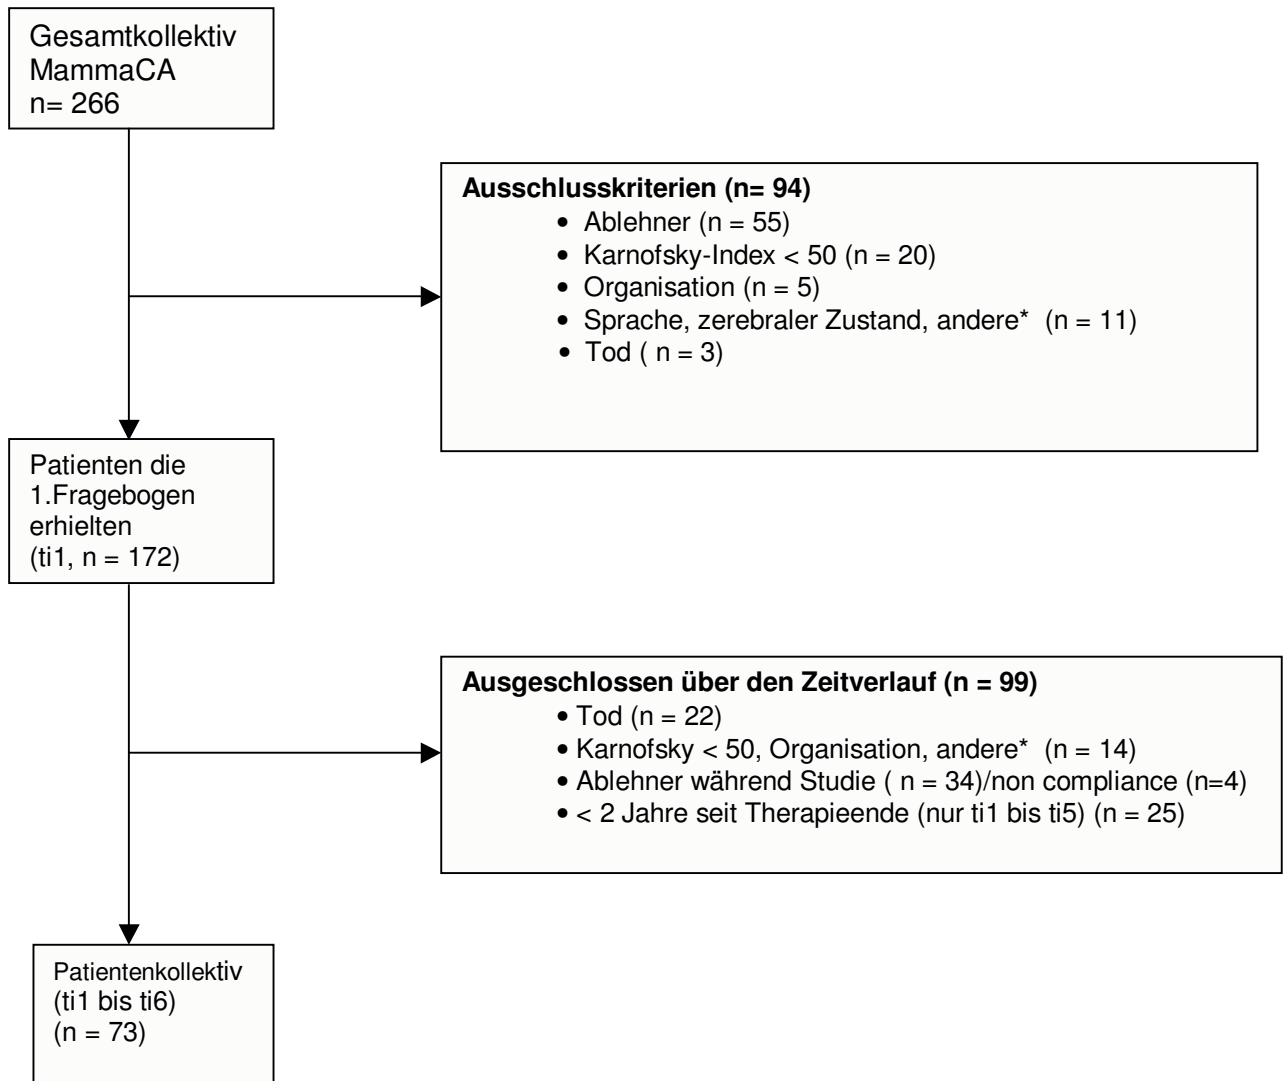 Gesamtkollektiv
MammaCA
n= 266
Ausschlusskriterien (n= 94)
• Ablehner (n = 55)
• Karnofsky-Index < 50 (n = 20)
• Organisation (n = 5)
• Sprache, zerebraler Zustand, andere* (n = 11)
• Tod ( n = 3)
Patienten die
1.Fragebogen
erhielten
(ti1, n = 172)
Ausgeschlossen über den Zeitverlauf (n = 99)
• Tod (n = 22)
• Karnofsky < 50, Organisation, andere* (n = 14)
• Ablehner während Studie ( n = 34)/non compliance (n=4)
• < 2 Jahre seit Therapieende (nur ti1 bis ti5) (n = 25)
Patientenkollektiv
(ti1 bis ti6)
(n = 73)